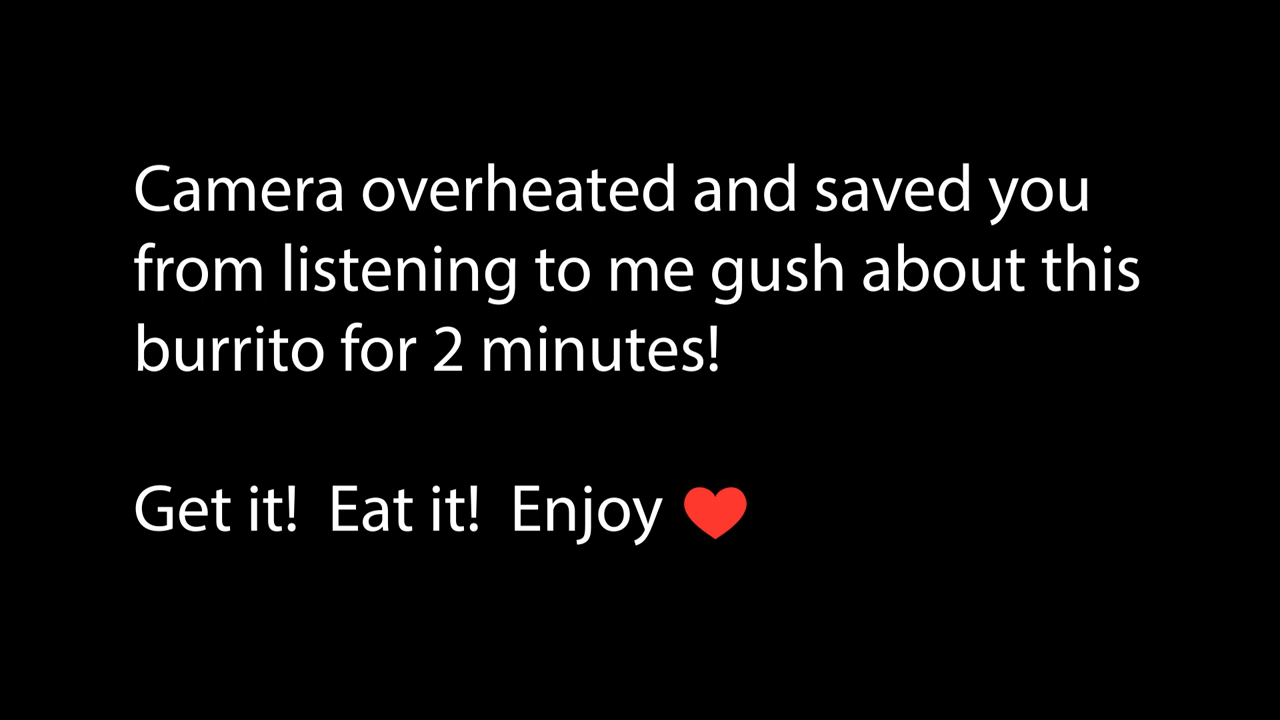 Camera overheated and saved you
from listening to me gush about this
burrito for 2 minutes!
Get it!  Eat it!  Enjoy ❤